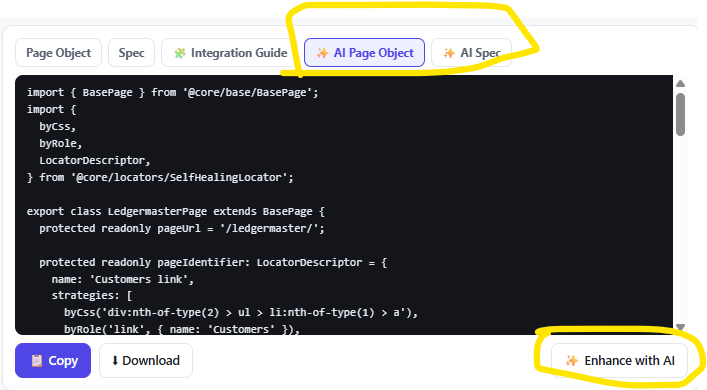 Page Object Spec 🧩 Integration Guide ✨ AI Page Object ✨ AI Spec
import { BasePage } from '@core/base/BasePage';
import {
  byCss,
  byRole,
  LocatorDescriptor,
} from '@core/locators/SelfHealingLocator';

export class LedgermasterPage extends BasePage {
  protected readonly pageUrl = '/ledgermaster/';

  protected readonly pageIdentifier: LocatorDescriptor = {
    name: 'Customers link',
    strategies: [
      byCss('div:nth-of-type(2) > ul > li:nth-of-type(1) > a'),
      byRole('link', { name: 'Customers' }),
📋 Copy ⬇ Download ✨ Enhance with AI